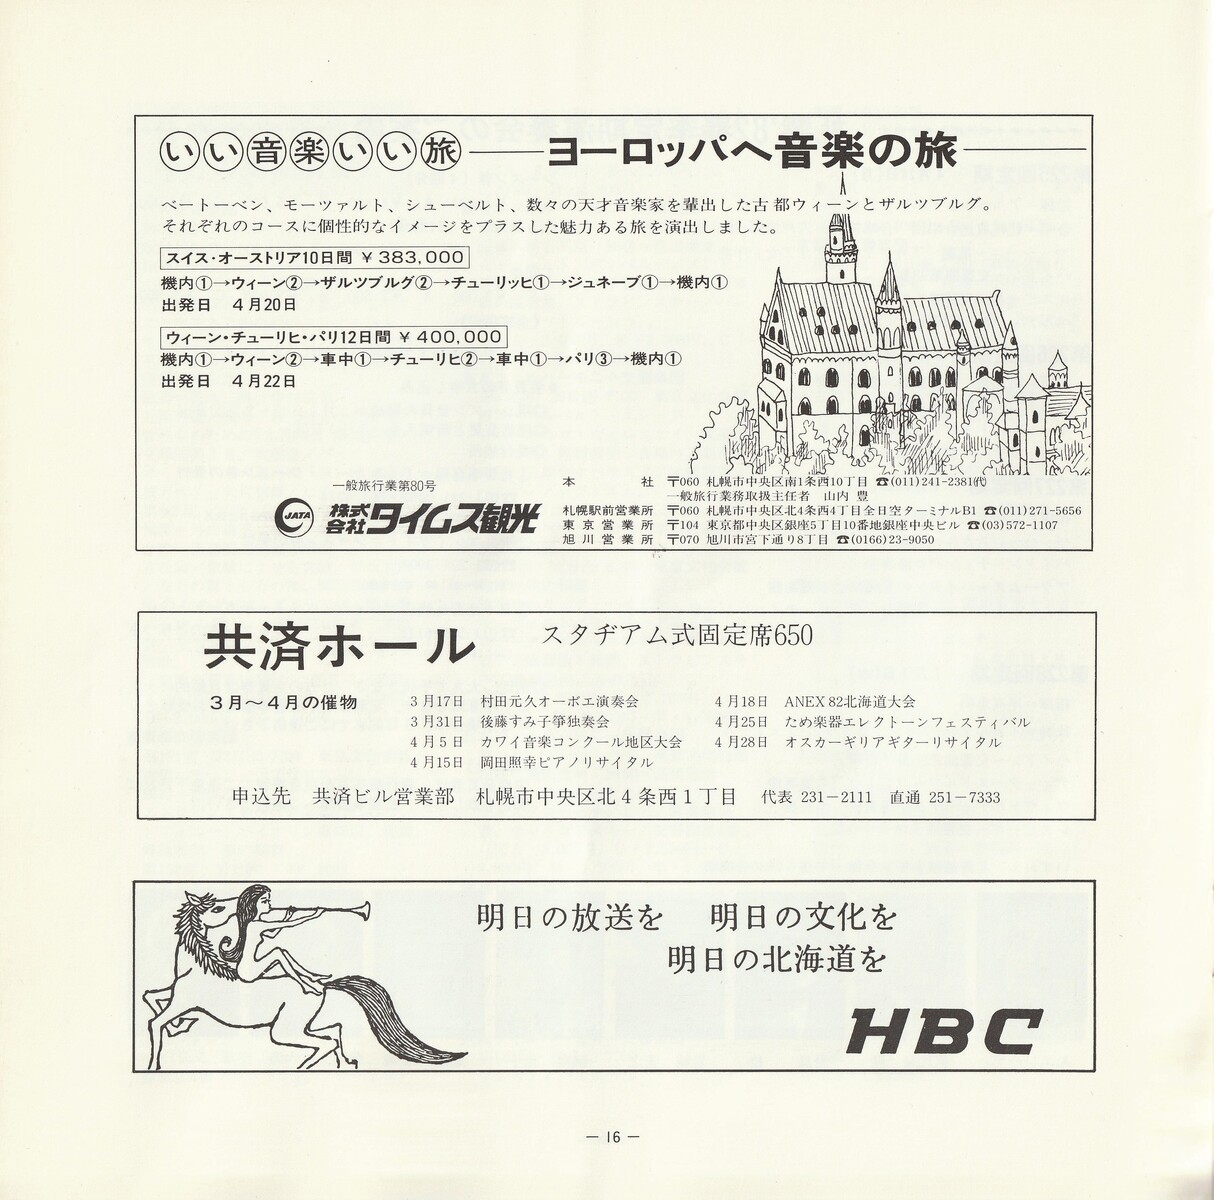 いい音楽いい旅――ヨーロッパへ音楽の旅――
ベートーベン、モーツァルト、シューベルト、数々の天才音楽家を輩出した古都ウィーンとザルツブルグ。
それぞれのコースに個性的なイメージをプラスした魅力ある旅を演出しました。
スイス・オーストリア10日間 ¥383,000
機内①→ウィーン②→ザルツブルグ②→チューリッヒ①→ジュネーブ①→機内①
出発日 4月20日
ウィーン・チューリヒ・パリ12日間 ¥400,000
機内①→ウィーン②→車中①→チューリヒ②→車中①→パリ③→機内①
出発日 4月22日
一般旅行業第80号
JATA 株式会社タイムス観光
本社 〒060 札幌市中央区南1条西10丁目 ☎(011)241-2381㈹
一般旅行業務取扱主任者 山内 豊
札幌駅前営業所 〒060 札幌市中央区北4条西4丁目全日空ターミナルB1 ☎(011)271-5656
東京営業所 〒104 東京都中央区銀座5丁目10番地銀座中央ビル ☎(03)572-1107
旭川営業所 〒070 旭川市宮下通り8丁目 ☎(0166)23-9050
共済ホール スタヂアム式固定席650
3月～4月の催物
3月17日 村田元久オーボエ演奏会
3月31日 後藤すみ子箏独奏会
4月5日 カワイ音楽コンクール地区大会
4月15日 岡田照幸ピアノリサイタル
4月18日 ANEX 82北海道大会
4月25日 ため楽器エレクトーンフェスティバル
4月28日 オスカーギリアギターリサイタル
申込先 共済ビル営業部 札幌市中央区北4条西1丁目 代表 231－2111 直通 251－7333
明日の放送を 明日の文化を
明日の北海道を
HBC
— 16 —